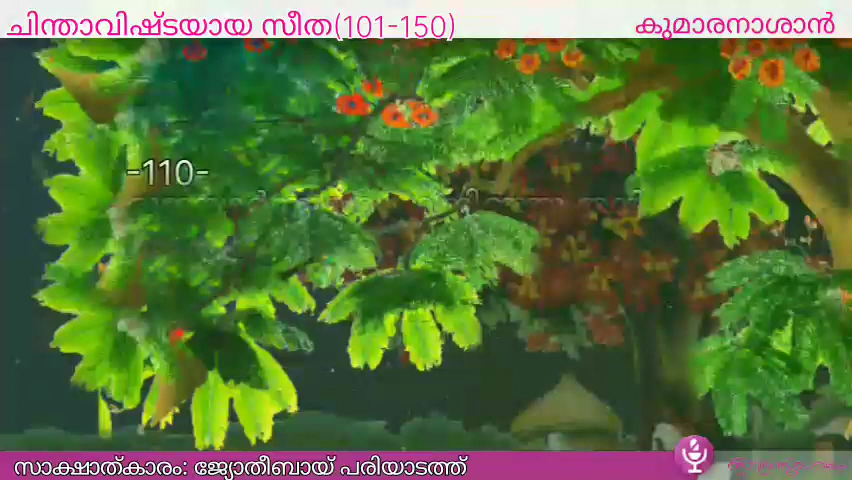 ചിന്താവിഷ്ടയായ സീത(101-150)
കുമാരനാശാൻ
-110-
സാക്ഷാത്കാരം: ജ്യോതീബായ് പരിയാടത്ത്